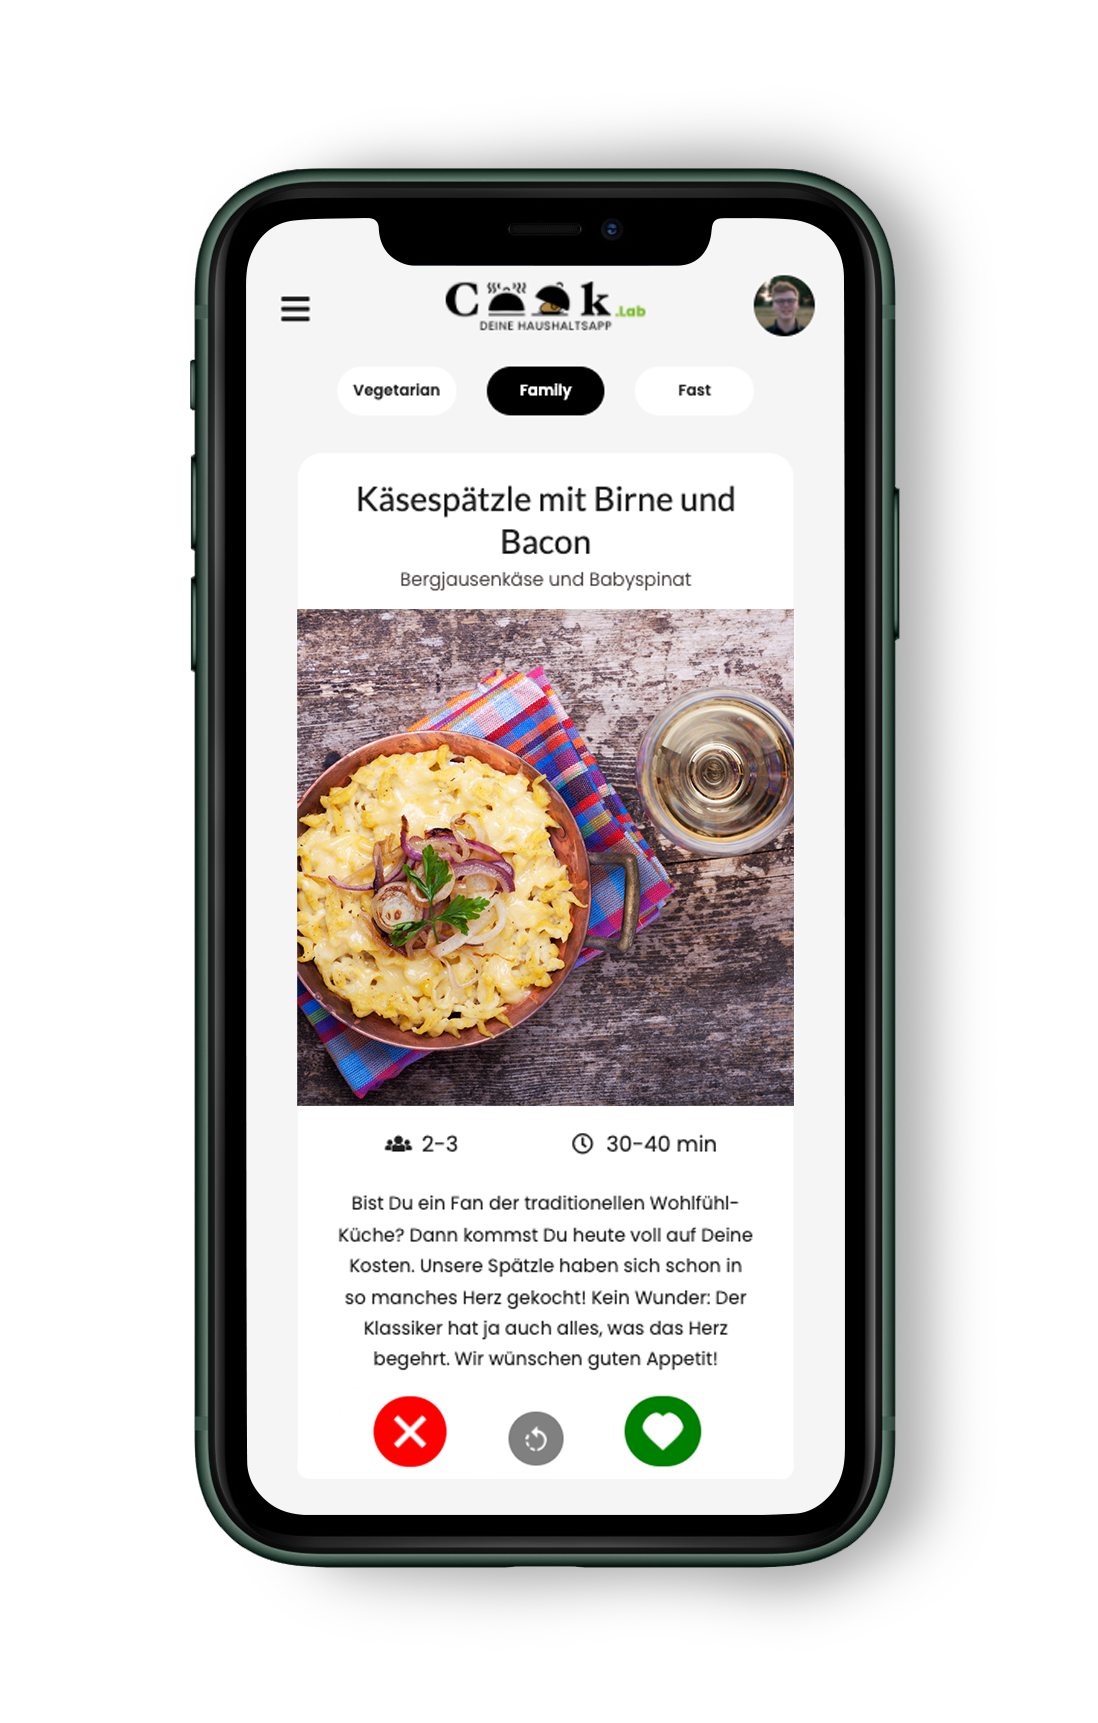 Cook.Lab
DEINE HAUSHALTSAPP
Vegetarian
Family
Fast
Käsespätzle mit Birne und
Bacon
Bergjausenkäse und Babyspinat
2-3
30-40 min
Bist Du ein Fan der traditionellen Wohlfühl-
Küche? Dann kommst Du heute voll auf Deine
Kosten. Unsere Spätzle haben sich schon in
so manches Herz gekocht! Kein Wunder: Der
Klassiker hat ja auch alles, was das Herz
begehrt. Wir wünschen guten Appetit!